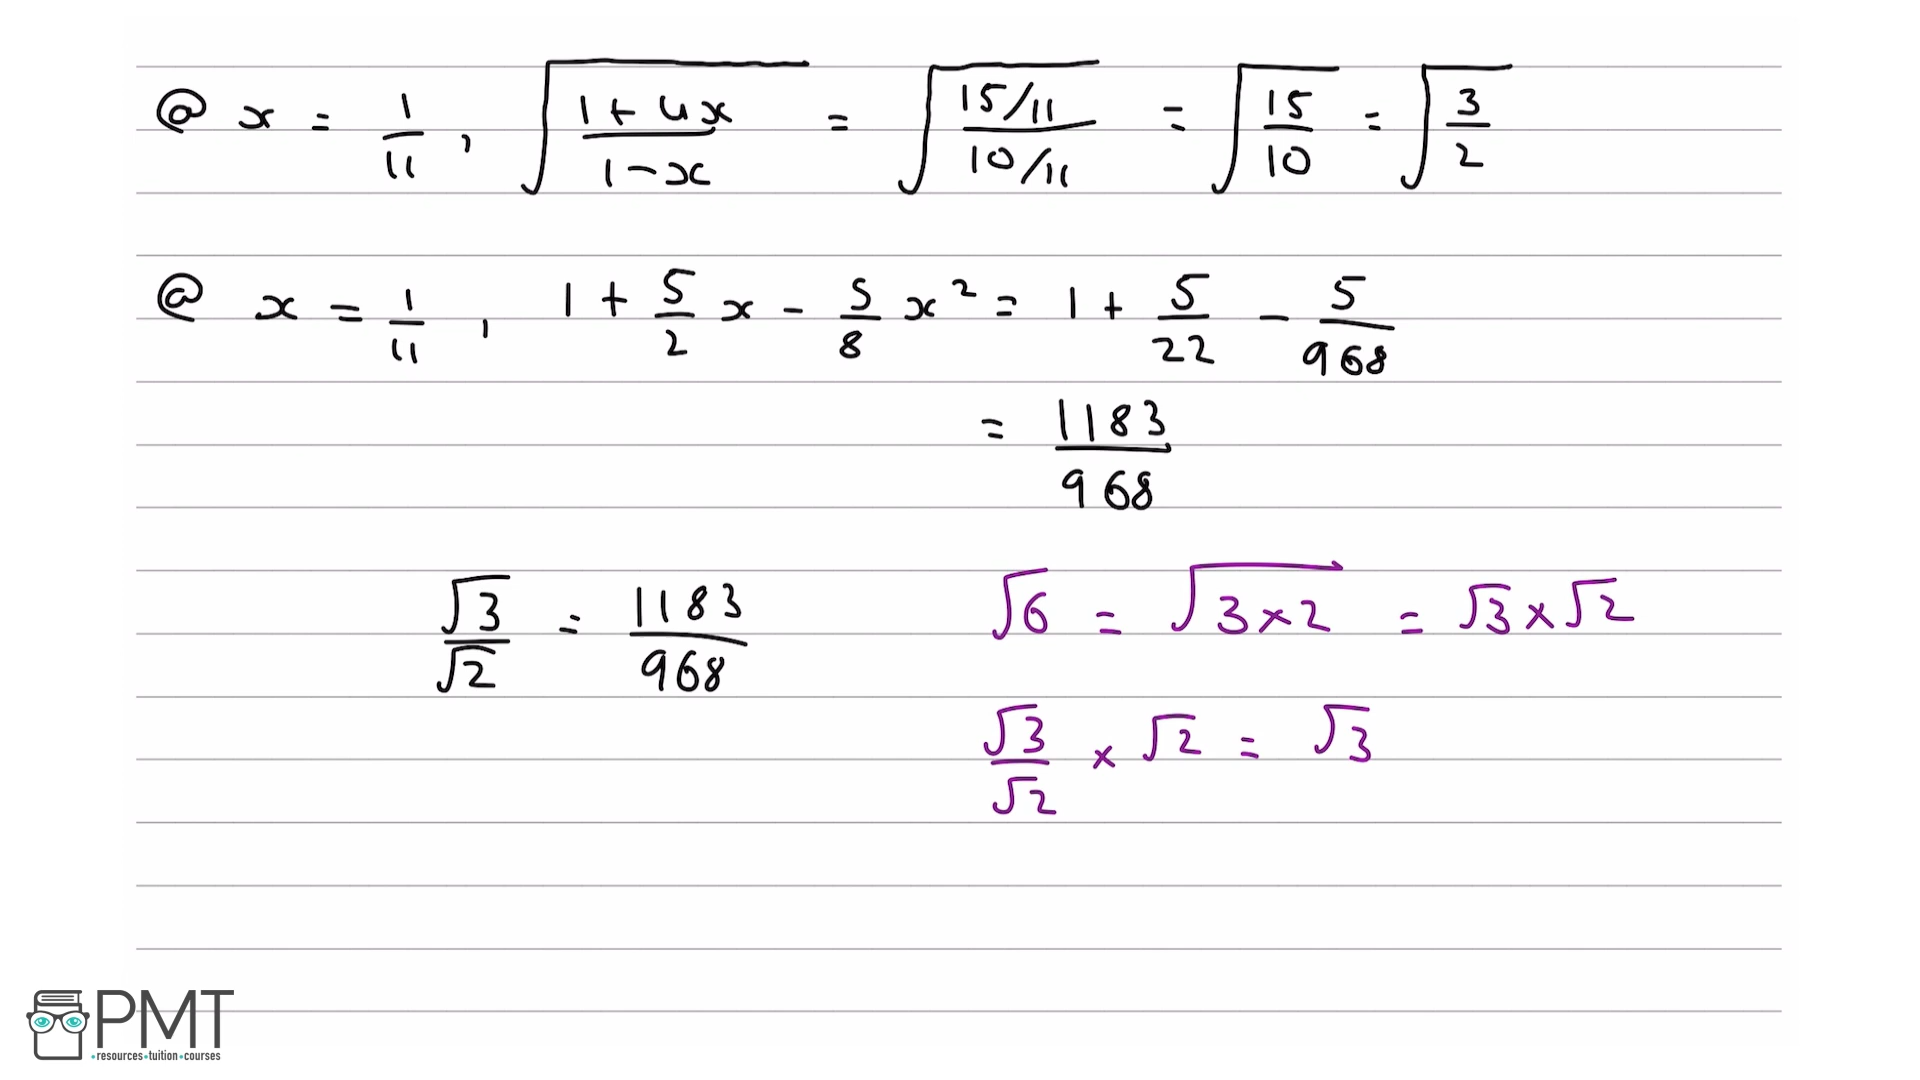 @ x = 1/11 , √((1+4x)/(1-x)) = √((15/11)/(10/11)) = √(15/10) = √(3/2)
@ x = 1/11 , 1 + 5/2 x - 5/8 x² = 1 + 5/22 - 5/968
= 1183/968
√3/√2 = 1183/968
√6 = √(3×2) = √3 × √2
√3/√2 × √2 = √3
PMT
•resources•tuition•courses